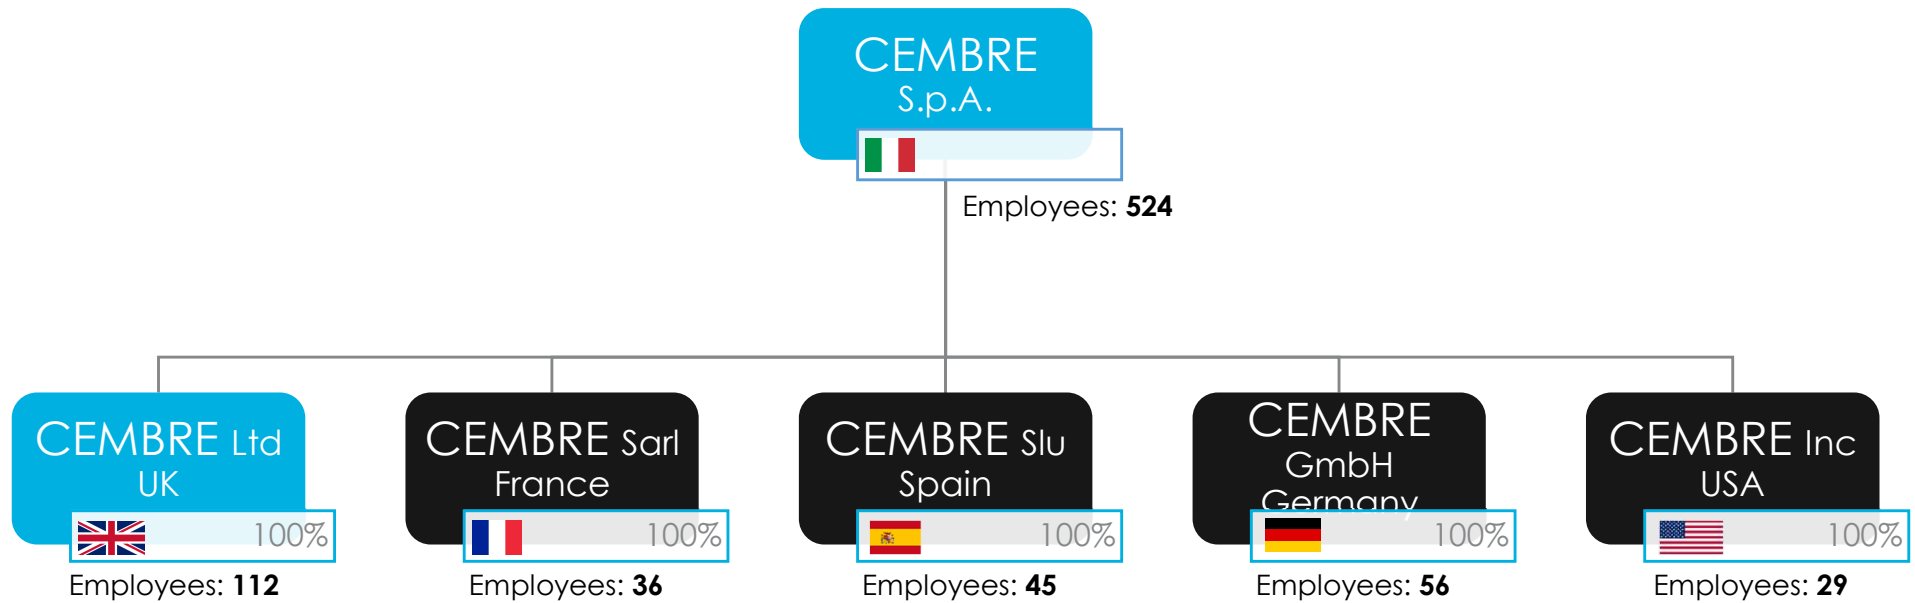 CEMBRE
S.p.A.
Employees: 524
CEMBRE Ltd
UK
100%
Employees: 112
CEMBRE Sarl
France
100%
Employees: 36
CEMBRE Slu
Spain
100%
Employees: 45
CEMBRE
GmbH
Germany
100%
Employees: 56
CEMBRE Inc
USA
100%
Employees: 29